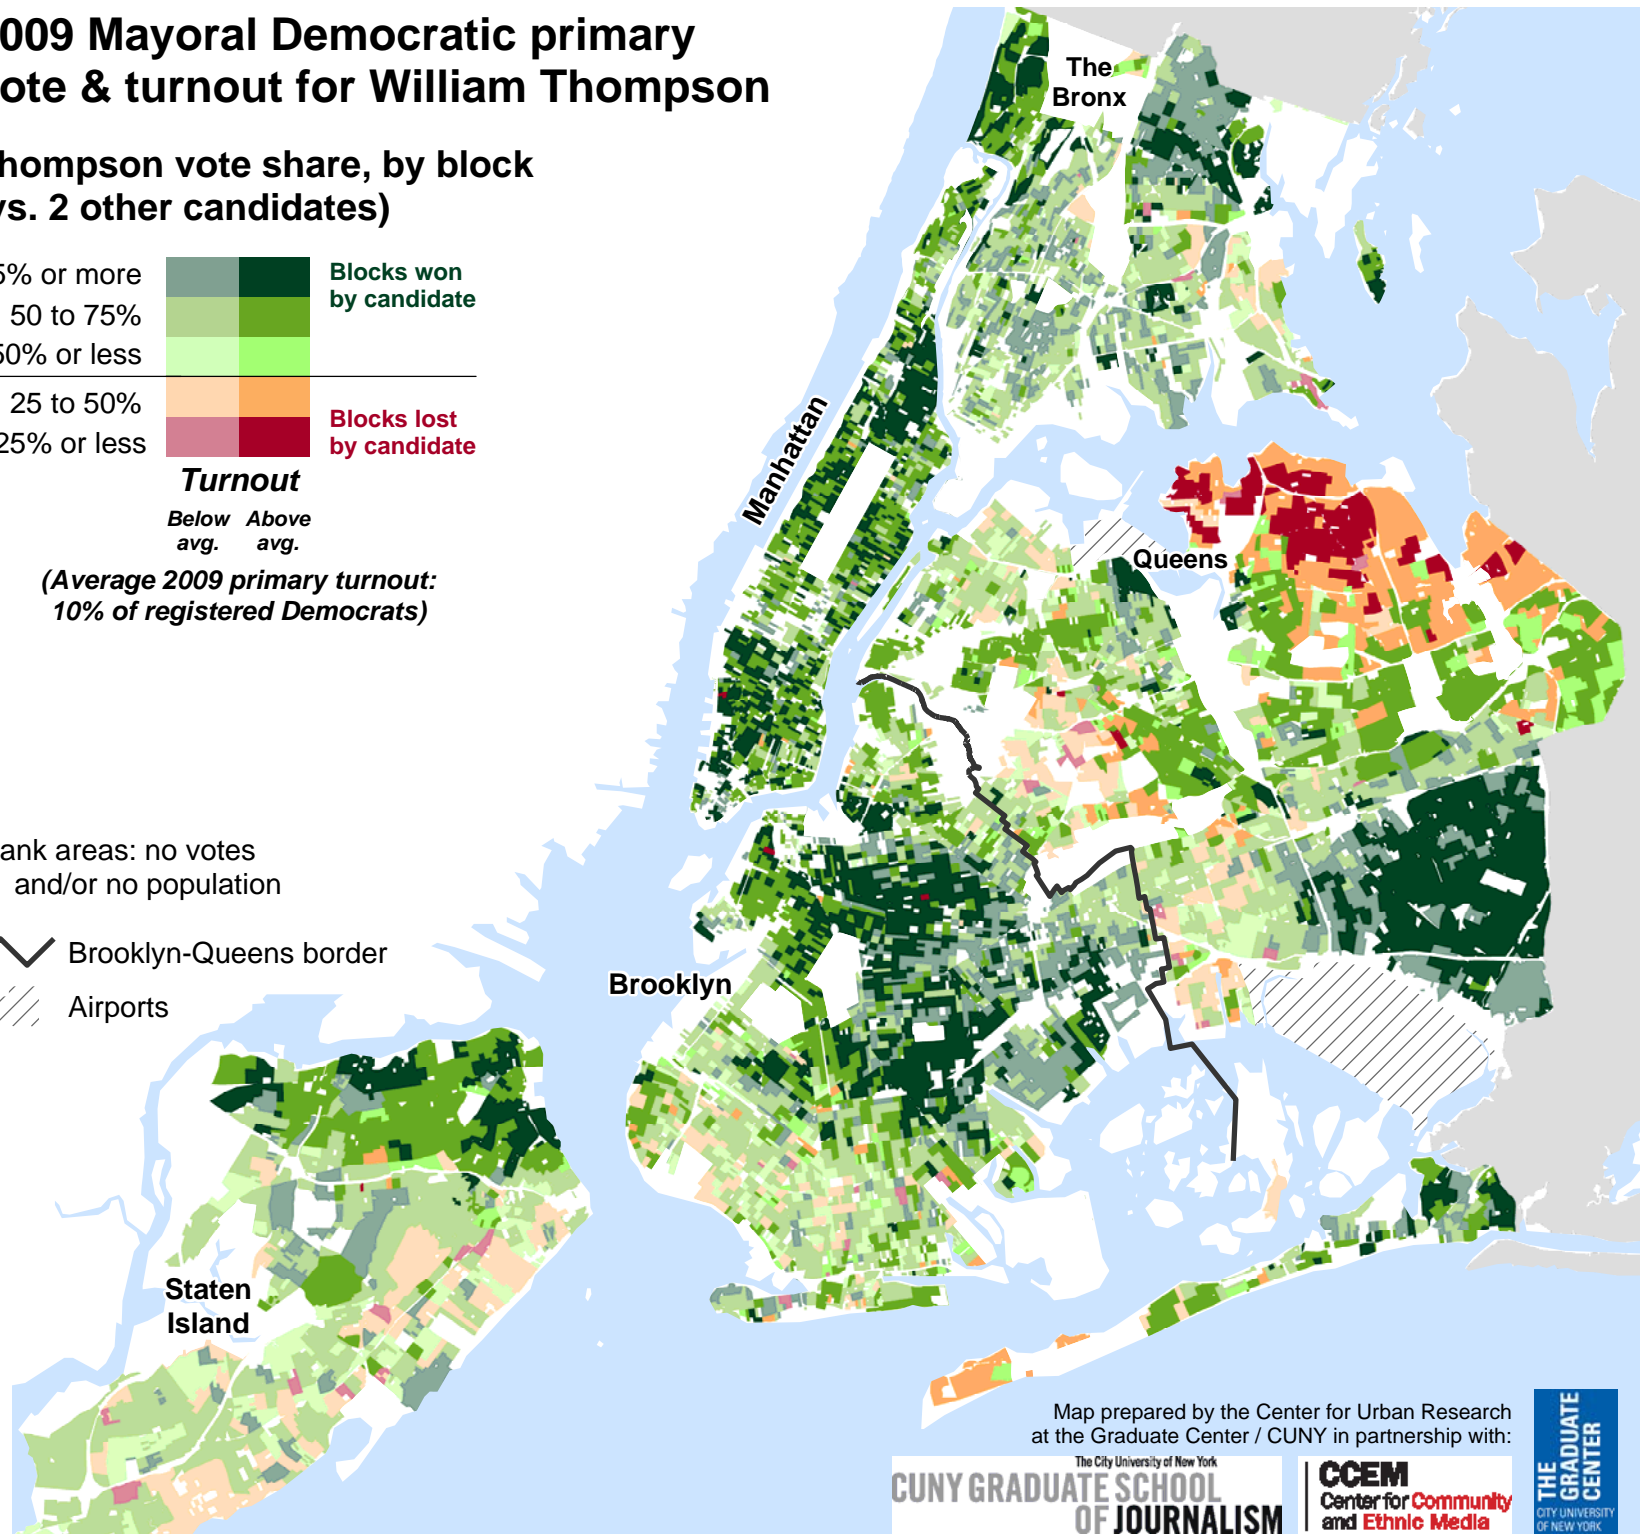 009 Mayoral Democratic primary
ote & turnout for William Thompson
hompson vote share, by block
vs. 2 other candidates)
5% or more
50 to 75%
50% or less
25 to 50%
25% or less
Blocks won
by candidate
Blocks lost
by candidate
Turnout
Below Above
avg. avg.
(Average 2009 primary turnout:
10% of registered Democrats)
ank areas: no votes
and/or no population
Brooklyn-Queens border
Airports
The
Bronx
Manhattan
Queens
Brooklyn
Staten
Island
Map prepared by the Center for Urban Research
at the Graduate Center / CUNY in partnership with:
The City University of New York
CUNY GRADUATE SCHOOL
OF JOURNALISM
CCEM
Center for Community
and Ethnic Media
THE
GRADUATE
CENTER
CITY UNIVERSITY
OF NEW YORK